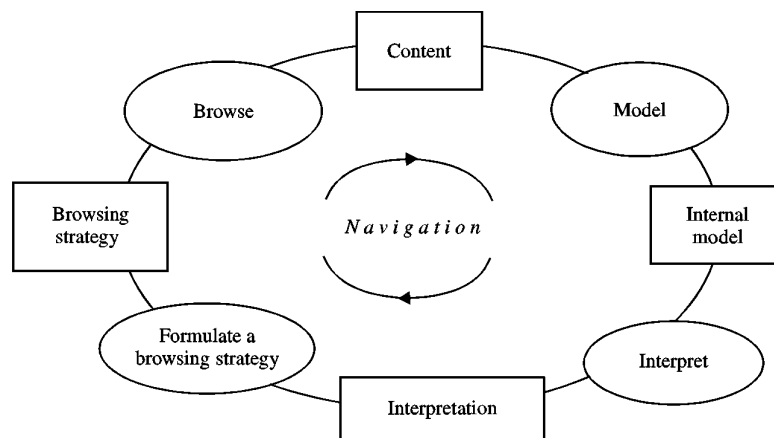 Content
Browse
Model
Browsing
strategy
Navigation
Internal
model
Formulate a
browsing strategy
Interpret
Interpretation